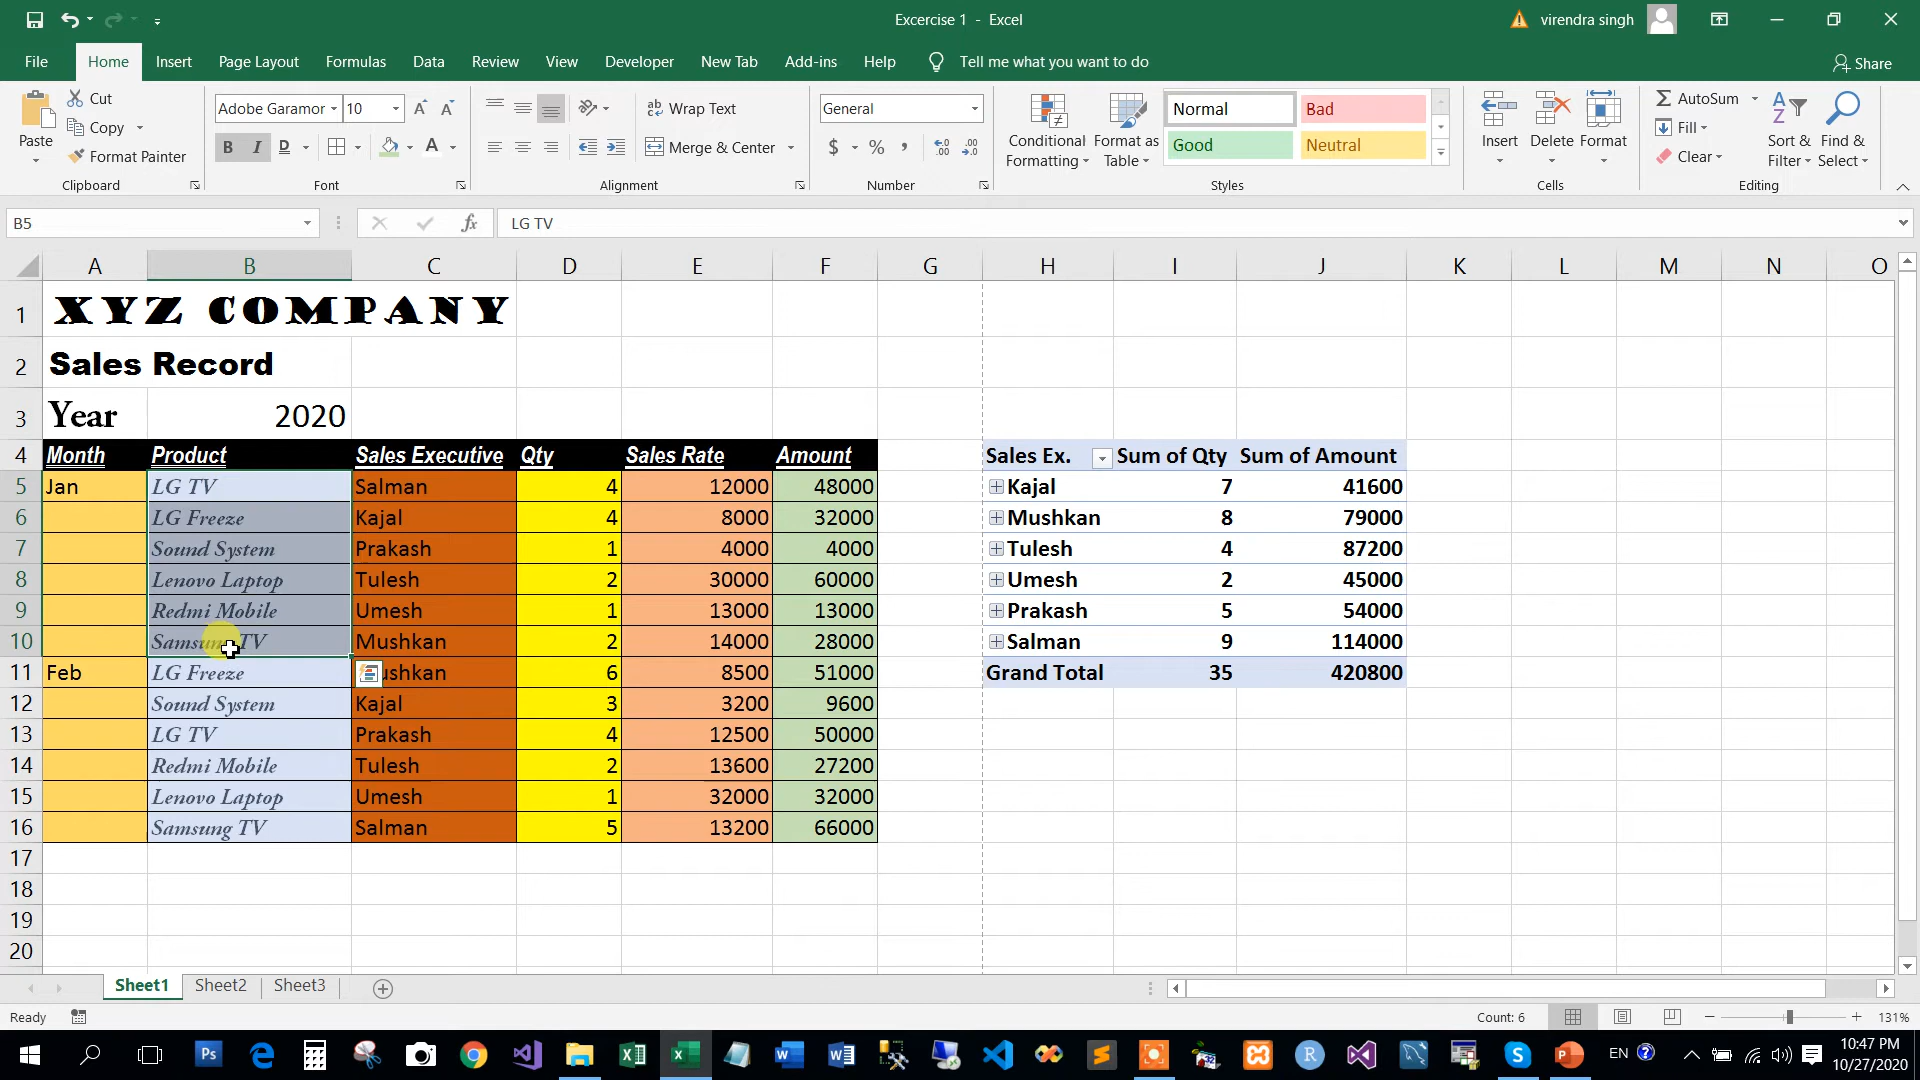 Excercise 1 - Excel
virendra singh
File Home Insert Page Layout Formulas Data Review View Developer New Tab Add-ins Help Tell me what you want to do Share
Paste
Cut
Copy
Format Painter
Clipboard
Adobe Garamor 10
B I D A
Font
Wrap Text
Merge & Center
Alignment
General
$ % ,
Number
Conditional Formatting
Format as Table
Normal Bad
Good Neutral
Styles
Insert Delete Format
Cells
AutoSum
Fill
Clear
Sort & Filter
Find & Select
Editing
B5 fx LG TV
A B C D E F G H I J K L M N O
1 XYZ COMPANY
2 Sales Record
3 Year 2020
4 Month Product Sales Executive Qty Sales Rate Amount Sales Ex. Sum of Qty Sum of Amount
5 Jan LG TV Salman 4 12000 48000 Kajal 7 41600
6 LG Freeze Kajal 4 8000 32000 Mushkan 8 79000
7 Sound System Prakash 1 4000 4000 Tulesh 4 87200
8 Lenovo Laptop Tulesh 2 30000 60000 Umesh 2 45000
9 Redmi Mobile Umesh 1 13000 13000 Prakash 5 54000
10 Samsung TV Mushkan 2 14000 28000 Salman 9 114000
11 Feb LG Freeze ushkan 6 8500 51000 Grand Total 35 420800
12 Sound System Kajal 3 3200 9600
13 LG TV Prakash 4 12500 50000
14 Redmi Mobile Tulesh 2 13600 27200
15 Lenovo Laptop Umesh 1 32000 32000
16 Samsung TV Salman 5 13200 66000
17
18
19
20
Sheet1 Sheet2 Sheet3
Ready Count: 6 131%
EN 10:47 PM
10/27/2020